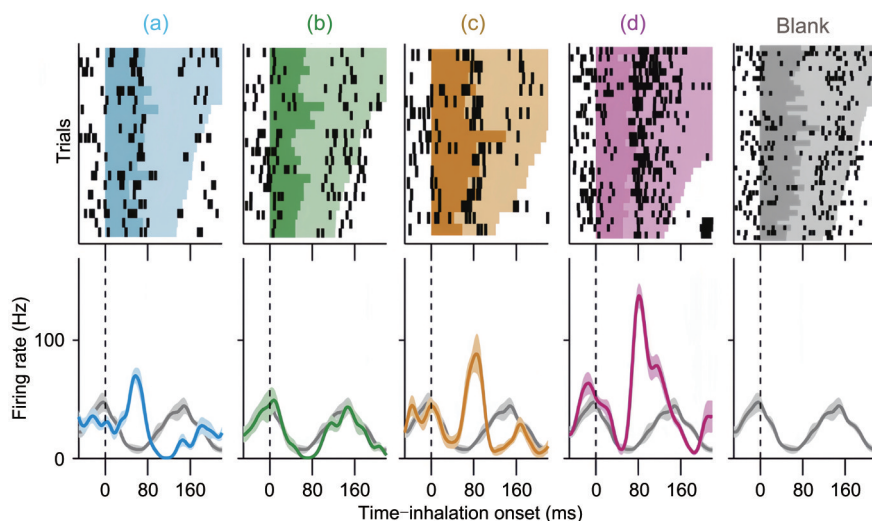 (a) (b) (c) (d) Blank
Trials
Firing rate (Hz)
100
0
0 80 160 0 80 160 0 80 160 0 80 160 0 80 160
Time–inhalation onset (ms)